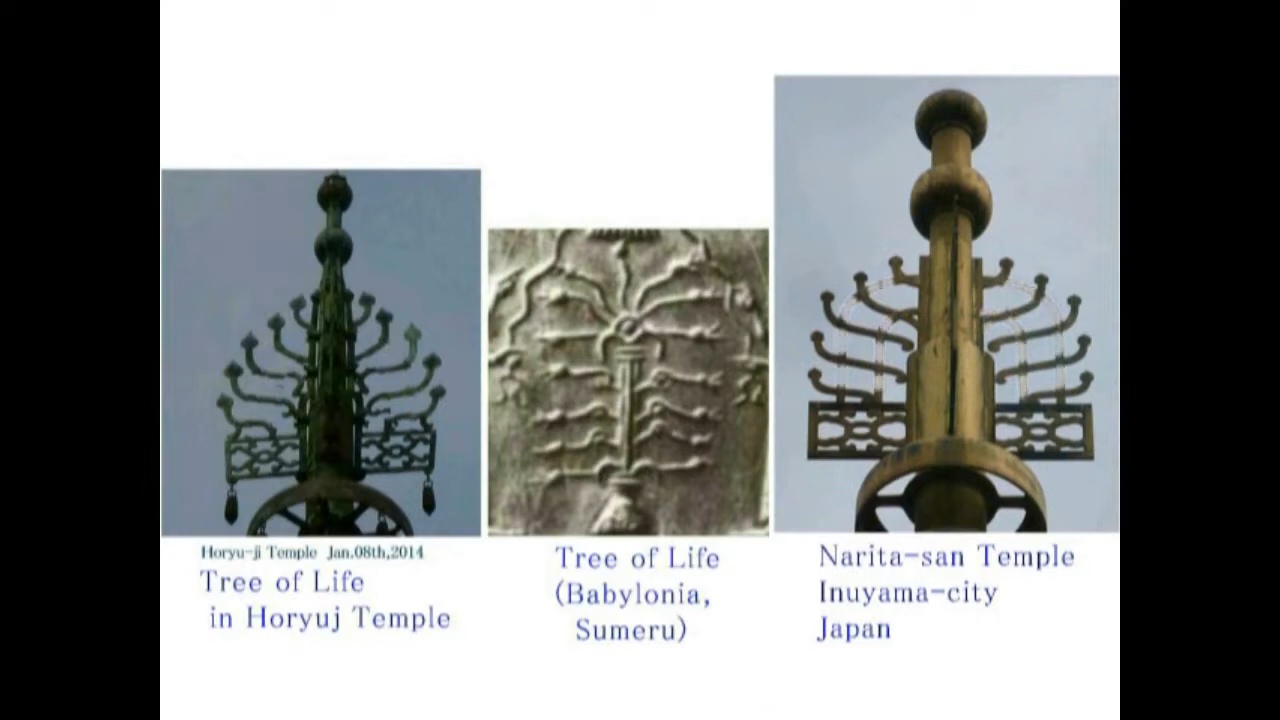 Horyu-ji Temple Jan.08th,2014
Tree of Life
in Horyuj Temple
Tree of Life
(Babylonia,
Sumeru)
Narita-san Temple
Inuyama-city
Japan